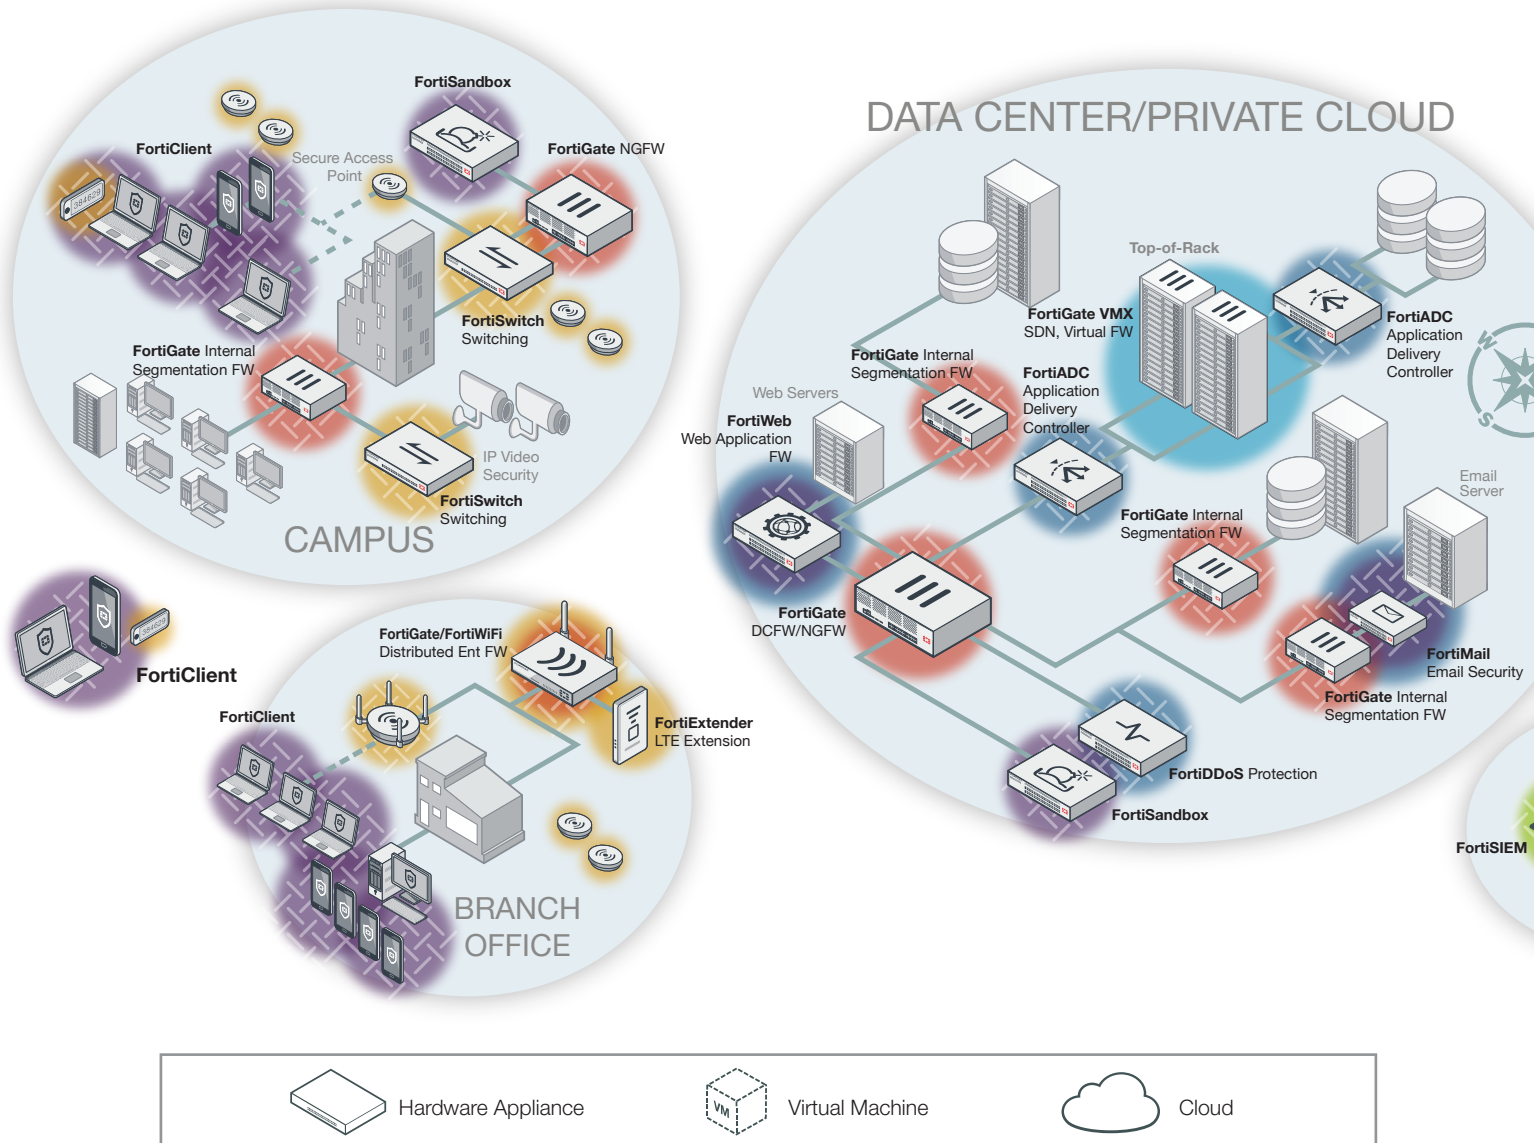 FortiSandbox
FortiClient
Secure Access
Point
FortiGate NGFW
384629
FortiSwitch
Switching
FortiGate Internal
Segmentation FW
IP Video
Security
FortiSwitch
Switching
CAMPUS
384629
FortiClient
FortiGate/FortiWiFi
Distributed Ent FW
FortiClient
FortiExtender
LTE Extension
BRANCH
OFFICE
DATA CENTER/PRIVATE CLOUD
Top-of-Rack
FortiGate VMX
SDN, Virtual FW
FortiADC
Application
Delivery
Controller
W
S
FortiGate Internal
Segmentation FW
FortiADC
Application
Delivery
Controller
Web Servers
FortiWeb
Web Application
FW
Email
Server
FortiGate Internal
Segmentation FW
FortiGate
DCFW/NGFW
FortiMail
Email Security
FortiGate Internal
Segmentation FW
FortiDDoS Protection
FortiSandbox
FortiSIEM
Hardware Appliance
VM
Virtual Machine
Cloud